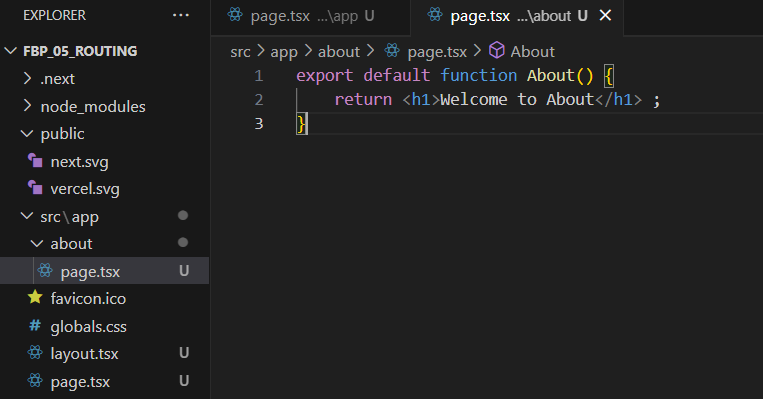 EXPLORER ...
FBP_05_ROUTING
.next
node_modules
public
next.svg
vercel.svg
src\app
about
page.tsx U
favicon.ico
# globals.css
layout.tsx U
page.tsx U
page.tsx ...\app U
page.tsx ...\about U
src > app > about > page.tsx > About
1 export default function About() {
2 return <h1>Welcome to About</h1> ;
3 }